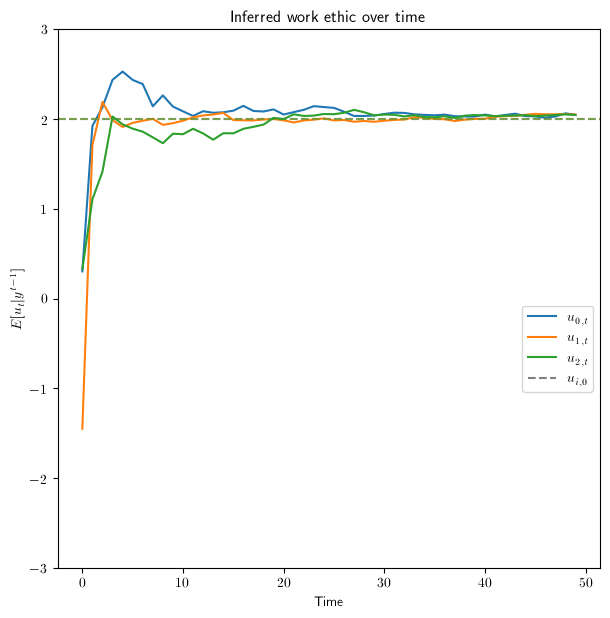 Inferred work ethic over time
3
2
1
0
−1
−2
−3
E[u_t|y^{t−1}]
u_{0,t}
u_{1,t}
u_{2,t}
u_{i,0}
0 10 20 30 40 50
Time